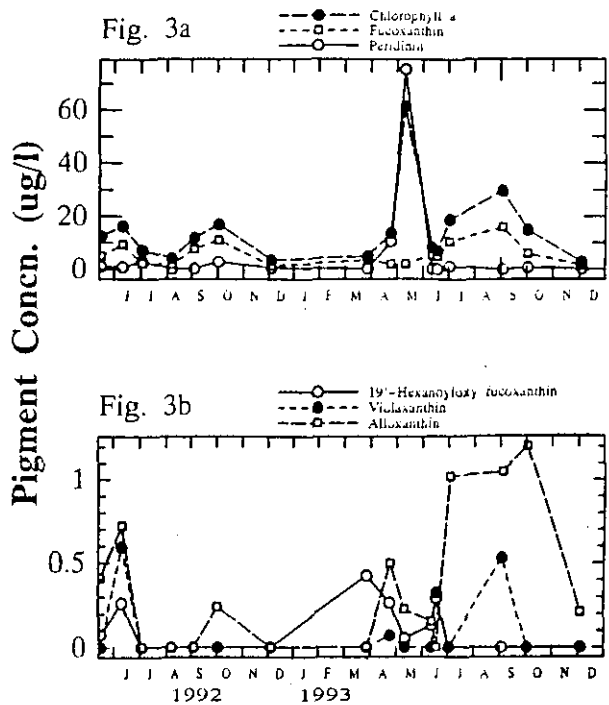 Fig. 3a
Chlorophyll a
Fucoxanthin
Peridinin
Pigment Concn. (ug/l)
60
40
20
0
J J A S O N D J F M A M J J A S O N D
Fig. 3b
19'-Hexanoyloxy fucoxanthin
Violaxanthin
Alloxanthin
1
0.5
0
J J A S O N D J F M A M J J A S O N D
1992 1993